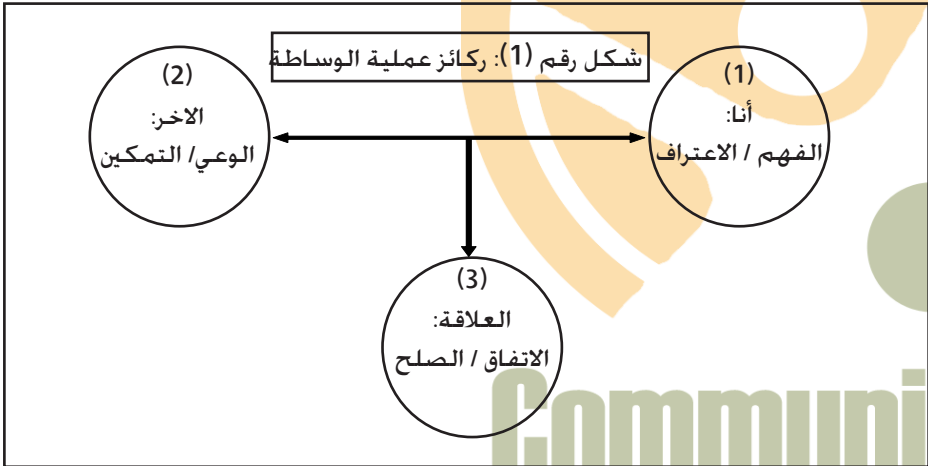 شكل رقم (1): ركائز عملية الوساطة
(1)
أنا:
الفهم / الاعتراف
(2)
الاخر:
الوعي/ التمكين
(3)
العلاقة:
الاتفاق / الصلح
Communi